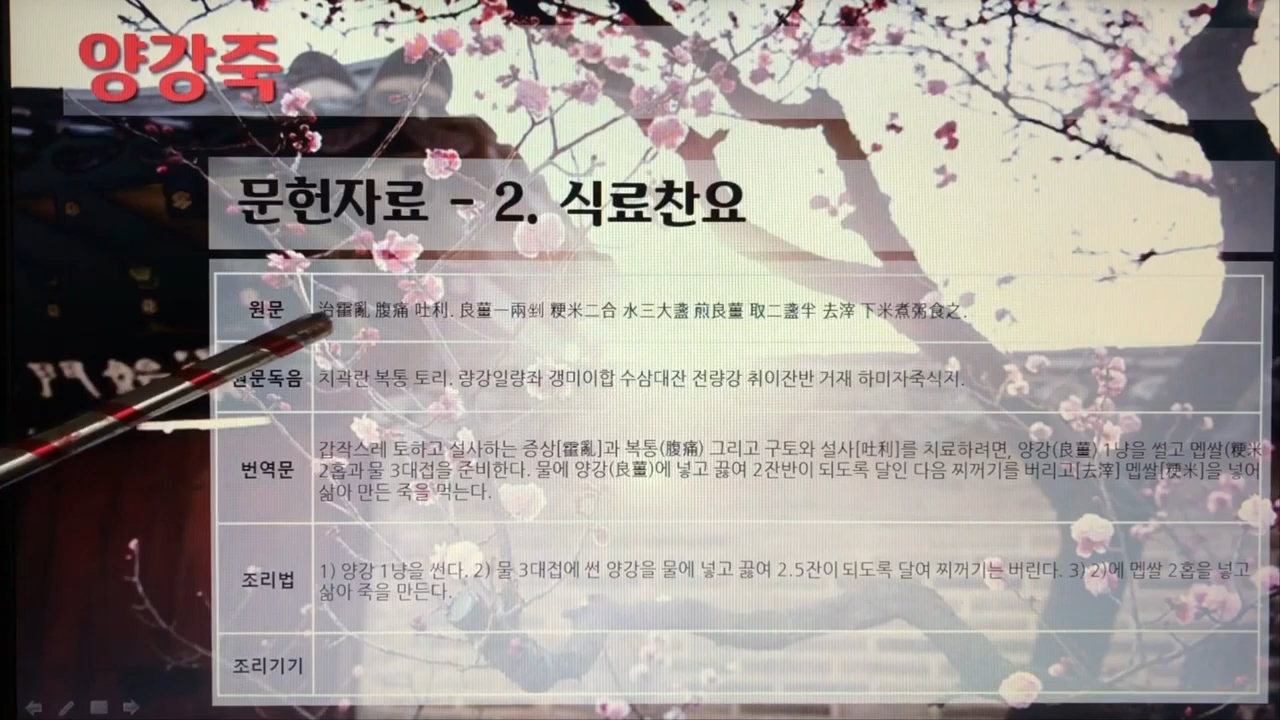 양강죽
문헌자료 - 2. 식료찬요
원문
治霍亂 腹痛 吐利. 良薑一兩剉 粳米二合 水三大盞 煎良薑 取二盞半 去滓 下米煮粥食之.
원문독음
치곽란 복통 토리. 량강일량좌 갱미이합 수삼대잔 전량강 취이잔반 거재 하미자죽식지.
번역문
갑작스레 토하고 설사하는 증상[霍亂]과 복통(腹痛) 그리고 구토와 설사[吐利]를 치료하려면, 양강(良薑) 1냥을 썰고 멥쌀(粳米
2홉과 물 3대접을 준비한다. 물에 양강(良薑)에 넣고 끓여 2잔반이 되도록 달인 다음 찌꺼기를 버리고[去滓] 멥쌀[粳米]을 넣어
삶아 만든 죽을 먹는다.
조리법
1) 양강 1냥을 썬다. 2) 물 3대접에 썬 양강을 물에 넣고 끓여 2.5잔이 되도록 달여 찌꺼기는 버린다. 3) 2)에 멥쌀 2홉을 넣고
삶아 죽을 만든다.
조리기기